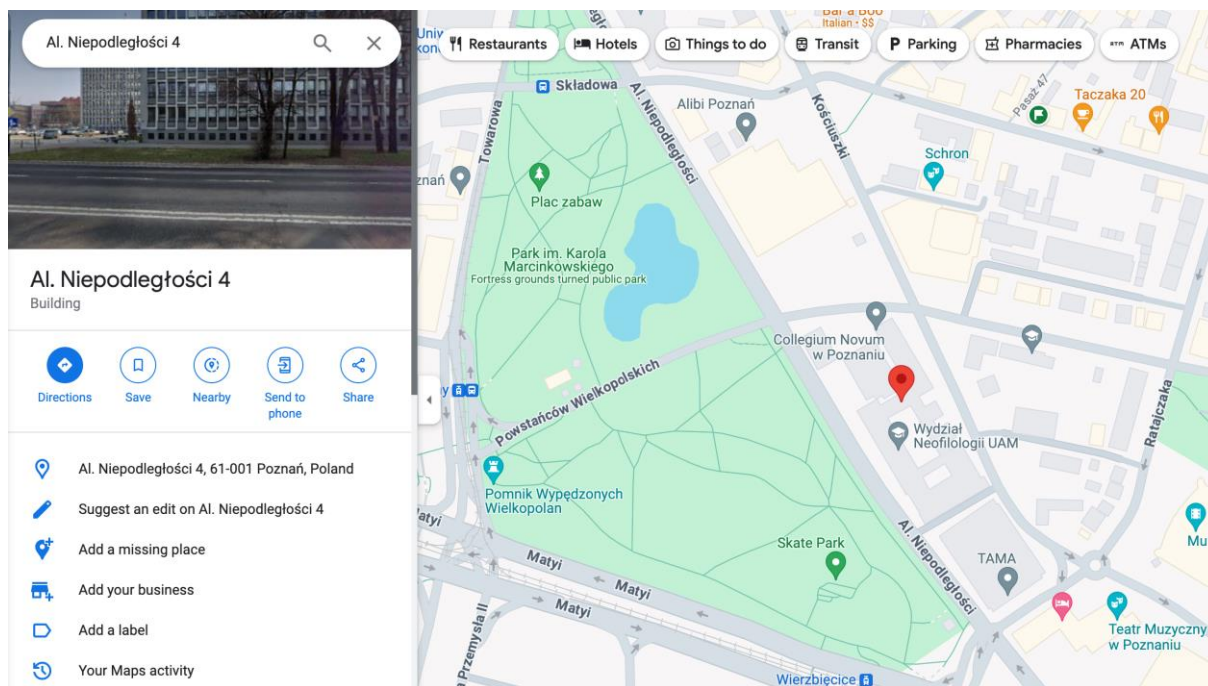 Al. Niepodległości 4
Al. Niepodległości 4
Building
Directions
Save
Nearby
Send to
phone
Share
Al. Niepodległości 4, 61-001 Poznań, Poland
Suggest an edit on Al. Niepodległości 4
Add a missing place
Add your business
Add a label
Your Maps activity
Restaurants
Hotels
Things to do
Transit
P Parking
Pharmacies
ATM ATMs
Italian · $$
Składowa
Towarowa
Al. Niepodległości
Alibi Poznań
Kościuszki
Pasaż 47
Taczaka 20
Schron
Plac zabaw
Park im. Karola
Marcinkowskiego
Fortress grounds turned public park
Collegium Novum
w Poznaniu
Powstańców Wielkopolskich
Wydział
Neofilologii UAM
Ratajczaka
Pomnik Wypędzonych
Wielkopolan
Matyi
Matyi
Skate Park
Al. Niepodległości
TAMA
Mu
Teatr Muzyczny
w Poznaniu
Przemysła II
Wierzbięcice